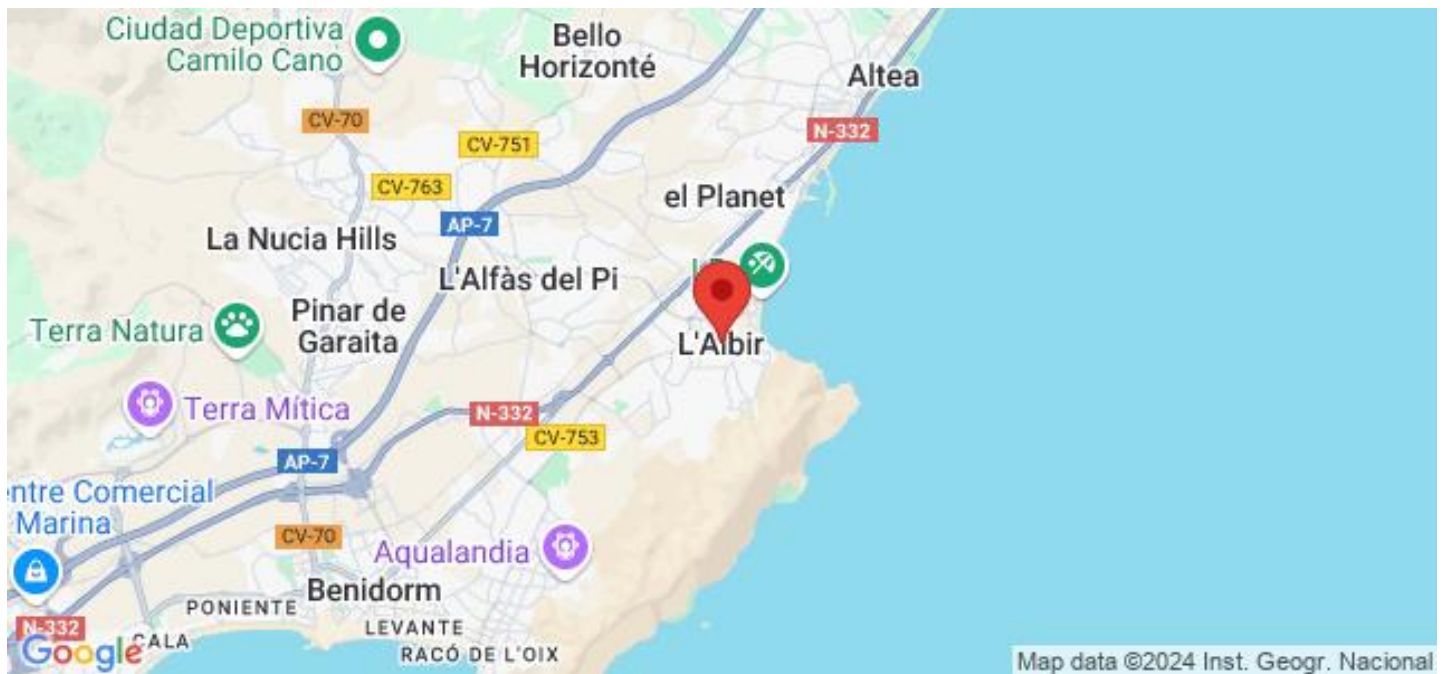 Ciudad Deportiva
Camilo Cano
Bello
Horizonté
Altea
CV-70
N-332
CV-751
CV-763
el Planet
AP-7
La Nucia Hills
L'Alfàs del Pi
Pinar de
Garaita
Terra Natura
L'Albir
Terra Mítica
N-332
CV-753
AP-7
entre Comercial
Marina
CV-70
Aqualandia
Benidorm
PONIENTE
LEVANTE
N-332
CALA
RACÓ DE L'OIX
Google
Map data ©2024 Inst. Geogr. Nacional